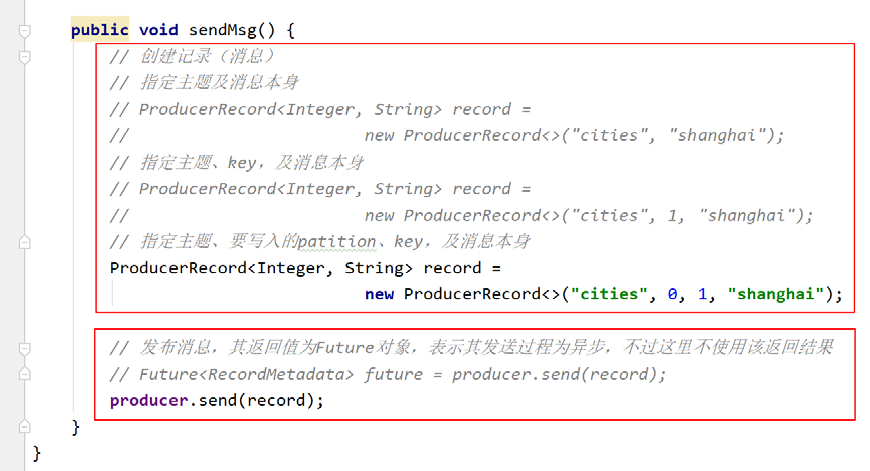 public void sendMsg() {
// 创建记录（消息）
// 指定主题及消息本身
// ProducerRecord<Integer, String> record =
//                        new ProducerRecord<>("cities", "shanghai");
// 指定主题、key，及消息本身
// ProducerRecord<Integer, String> record =
//                        new ProducerRecord<>("cities", 1, "shanghai");
// 指定主题、要写入的patition、key，及消息本身
ProducerRecord<Integer, String> record =
new ProducerRecord<>("cities", 0, 1, "shanghai");
// 发布消息，其返回值为Future对象，表示其发送过程为异步，不过这里不使用该返回结果
// Future<RecordMetadata> future = producer.send(record);
producer.send(record);
}
}